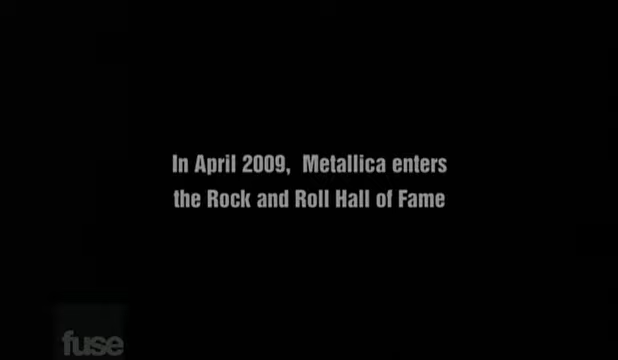 In April 2009,  Metallica enters
the Rock and Roll Hall of Fame
fuse